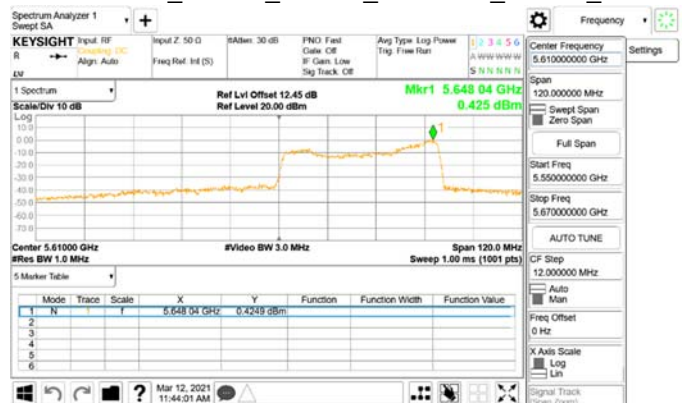 Spectrum Analyzer 1
Swept SA
+
Frequency
Settings
KEYSIGHT
R
LXI
Input: RF
Coupling: DC
Align: Auto
Input Z: 50 Ω
Freq Ref: Int (S)
#Atten: 30 dB
PNO: Fast
Gate: Off
IF Gain: Low
Sig Track: Off
Avg Type: Log-Power
Trig: Free Run
1 2 3 4 5 6
A WW WW W
S N N N N N
1 Spectrum
Scale/Div 10 dB
Ref Lvl Offset 12.45 dB
Ref Level 20.00 dBm
Mkr1 5.648 04 GHz
0.425 dBm
Log
10.0
0.00
-10.0
-20.0
-30.0
-40.0
-50.0
-60.0
-70.0
1
Center 5.61000 GHz
#Res BW 1.0 MHz
#Video BW 3.0 MHz
Span 120.0 MHz
Sweep 1.00 ms (1001 pts)
5 Marker Table
Mode Trace Scale X Y Function Function Width Function Value
1 N 1 f 5.648 04 GHz 0.4249 dBm
2
3
4
5
6
Mar 12, 2021
11:44:01 AM
Center Frequency
5.610000000 GHz
Span
120.000000 MHz
Swept Span
Zero Span
Full Span
Start Freq
5.550000000 GHz
Stop Freq
5.670000000 GHz
AUTO TUNE
CF Step
12.000000 MHz
Auto
Man
Freq Offset
0 Hz
X Axis Scale
Log
Lin
Signal Track
(Span Zoom)